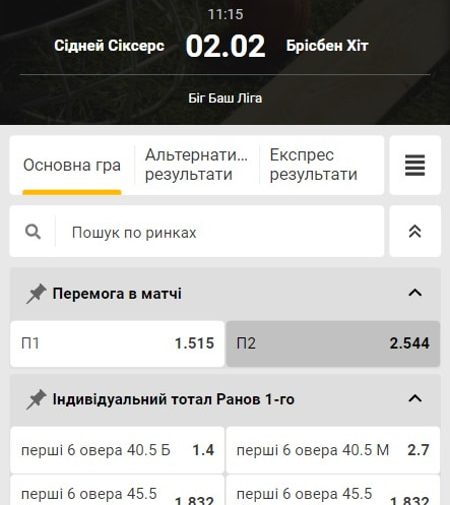 11:15
Сідней Сіксерс 02.02 Брісбен Хіт
Біг Баш Ліга
Основна гра
Альтернати...
результати
Експрес
результати
Пошук по ринках
Перемога в матчі
П1 1.515 П2 2.544
Індивідуальний тотал Ранов 1-го
перші 6 овера 40.5 Б 1.4 перші 6 овера 40.5 М 2.7
перші 6 овера 45.5 1.832 перші 6 овера 45.5 1.832